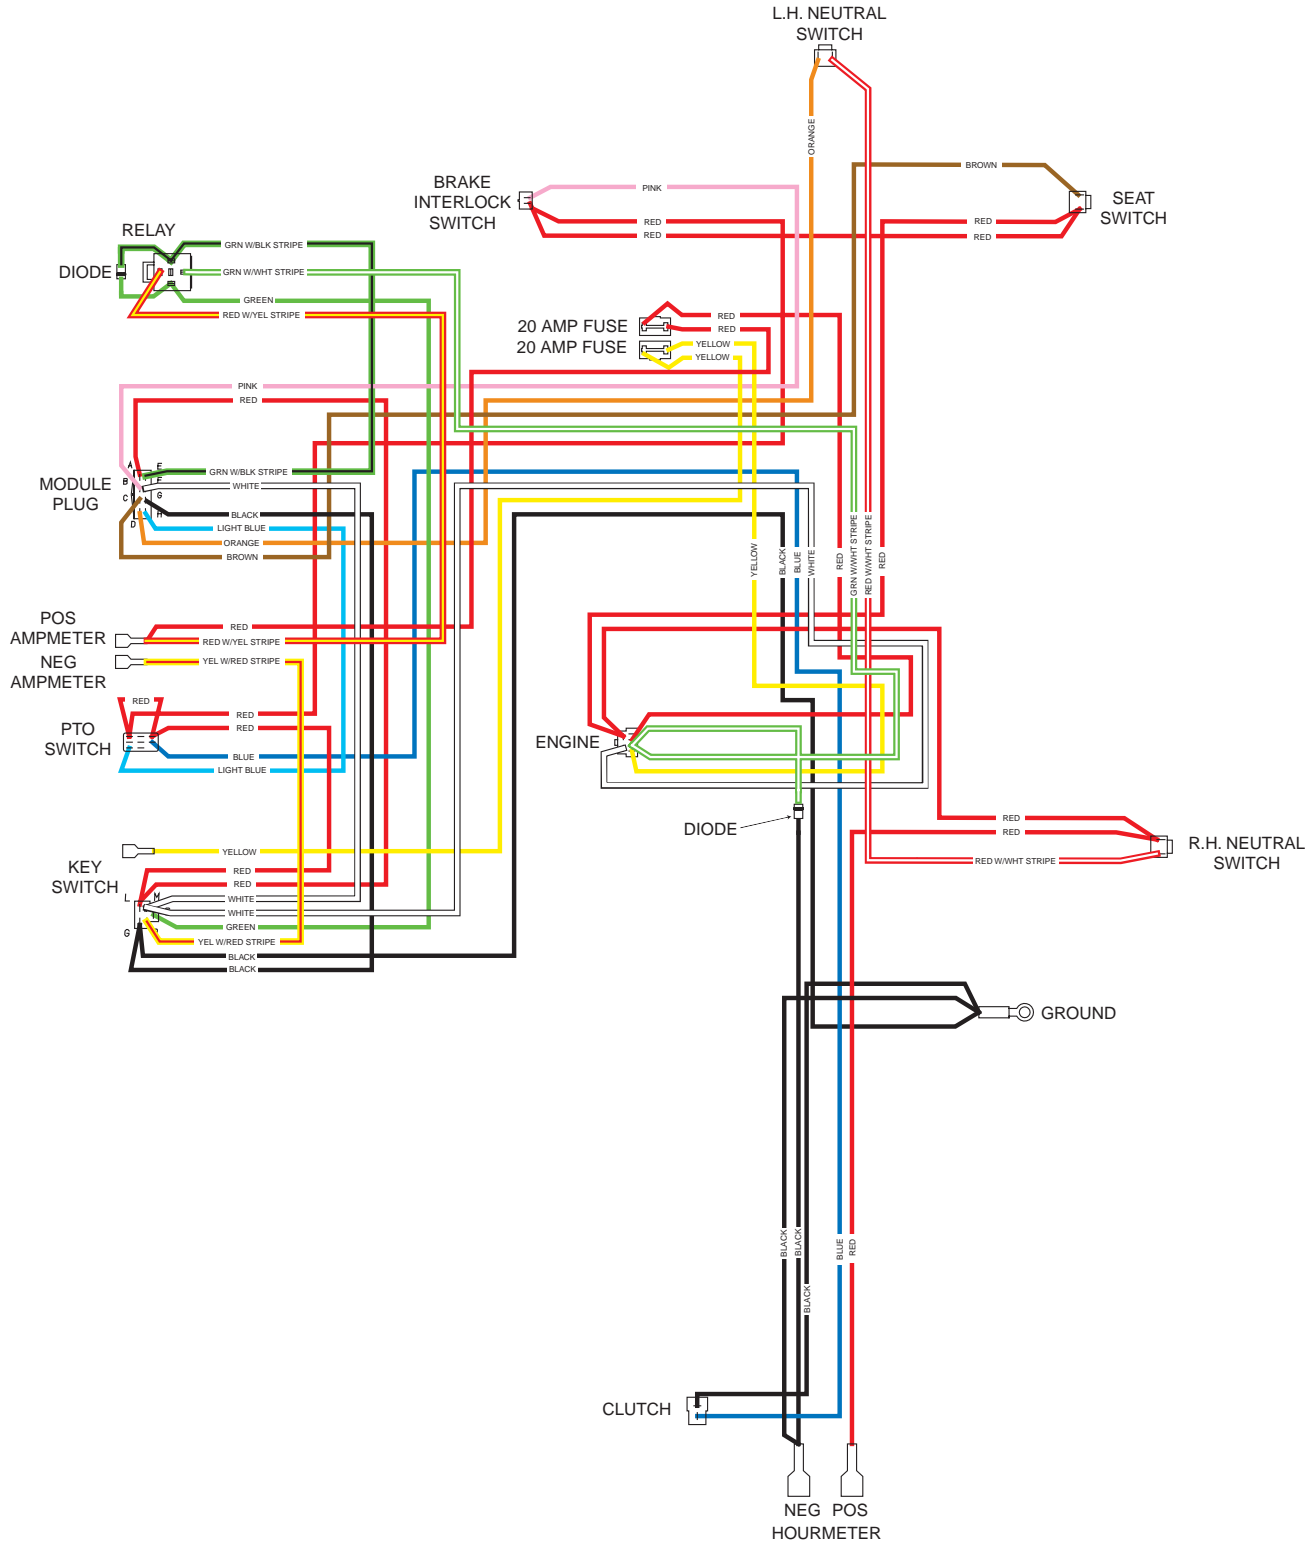 L.H. NEUTRAL
SWITCH
ORANGE
BROWN
BRAKE
INTERLOCK
SWITCH
PINK
RED
RED
RED
RED
SEAT
SWITCH
RELAY
DIODE
GRN W/BLK STRIPE
GRN W/WHT STRIPE
GREEN
RED W/YEL STRIPE
20 AMP FUSE
20 AMP FUSE
RED
RED
YELLOW
YELLOW
PINK
RED
MODULE
PLUG
A
B
C
D
E
F
G
H
GRN W/BLK STRIPE
WHITE
BLACK
LIGHT BLUE
ORANGE
BROWN
YELLOW
BLACK
BLUE
WHITE
RED
GRN W/WHT STRIPE
RED W/WHT STRIPE
RED
POS
AMPMETER
NEG
AMPMETER
RED
RED W/YEL STRIPE
YEL W/RED STRIPE
RED
PTO
SWITCH
RED
RED
BLUE
LIGHT BLUE
ENGINE
DIODE
RED
RED
RED W/WHT STRIPE
R.H. NEUTRAL
SWITCH
YELLOW
KEY
SWITCH
L
M
G
RED
RED
WHITE
WHITE
GREEN
YEL W/RED STRIPE
BLACK
BLACK
GROUND
BLACK
BLACK
BLACK
BLUE
RED
CLUTCH
NEG POS
HOURMETER